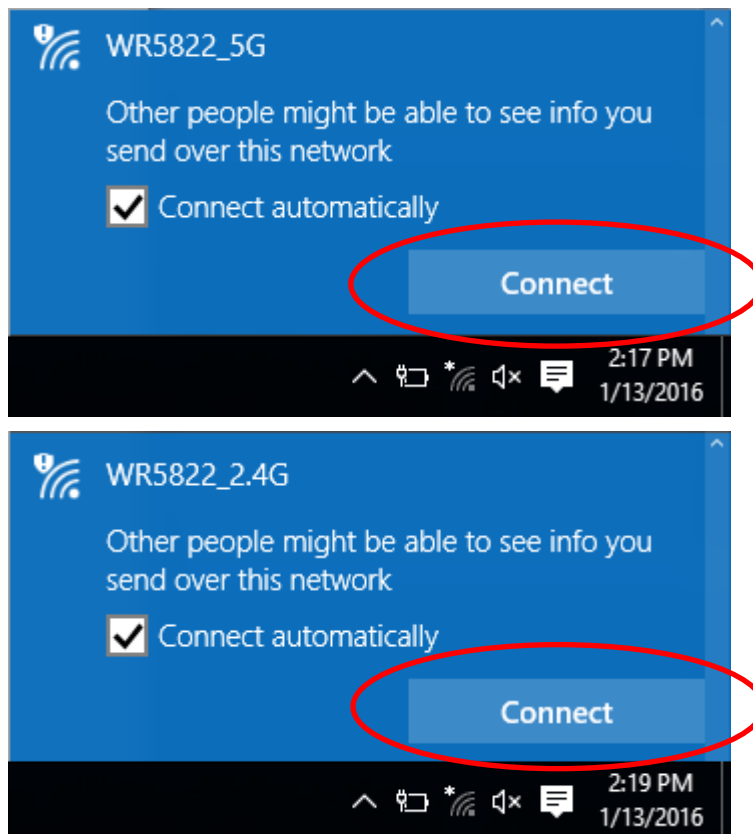 WR5822_5G
Other people might be able to see info you
send over this network
Connect automatically
Connect
2:17 PM
1/13/2016
WR5822_2.4G
Other people might be able to see info you
send over this network
Connect automatically
Connect
2:19 PM
1/13/2016